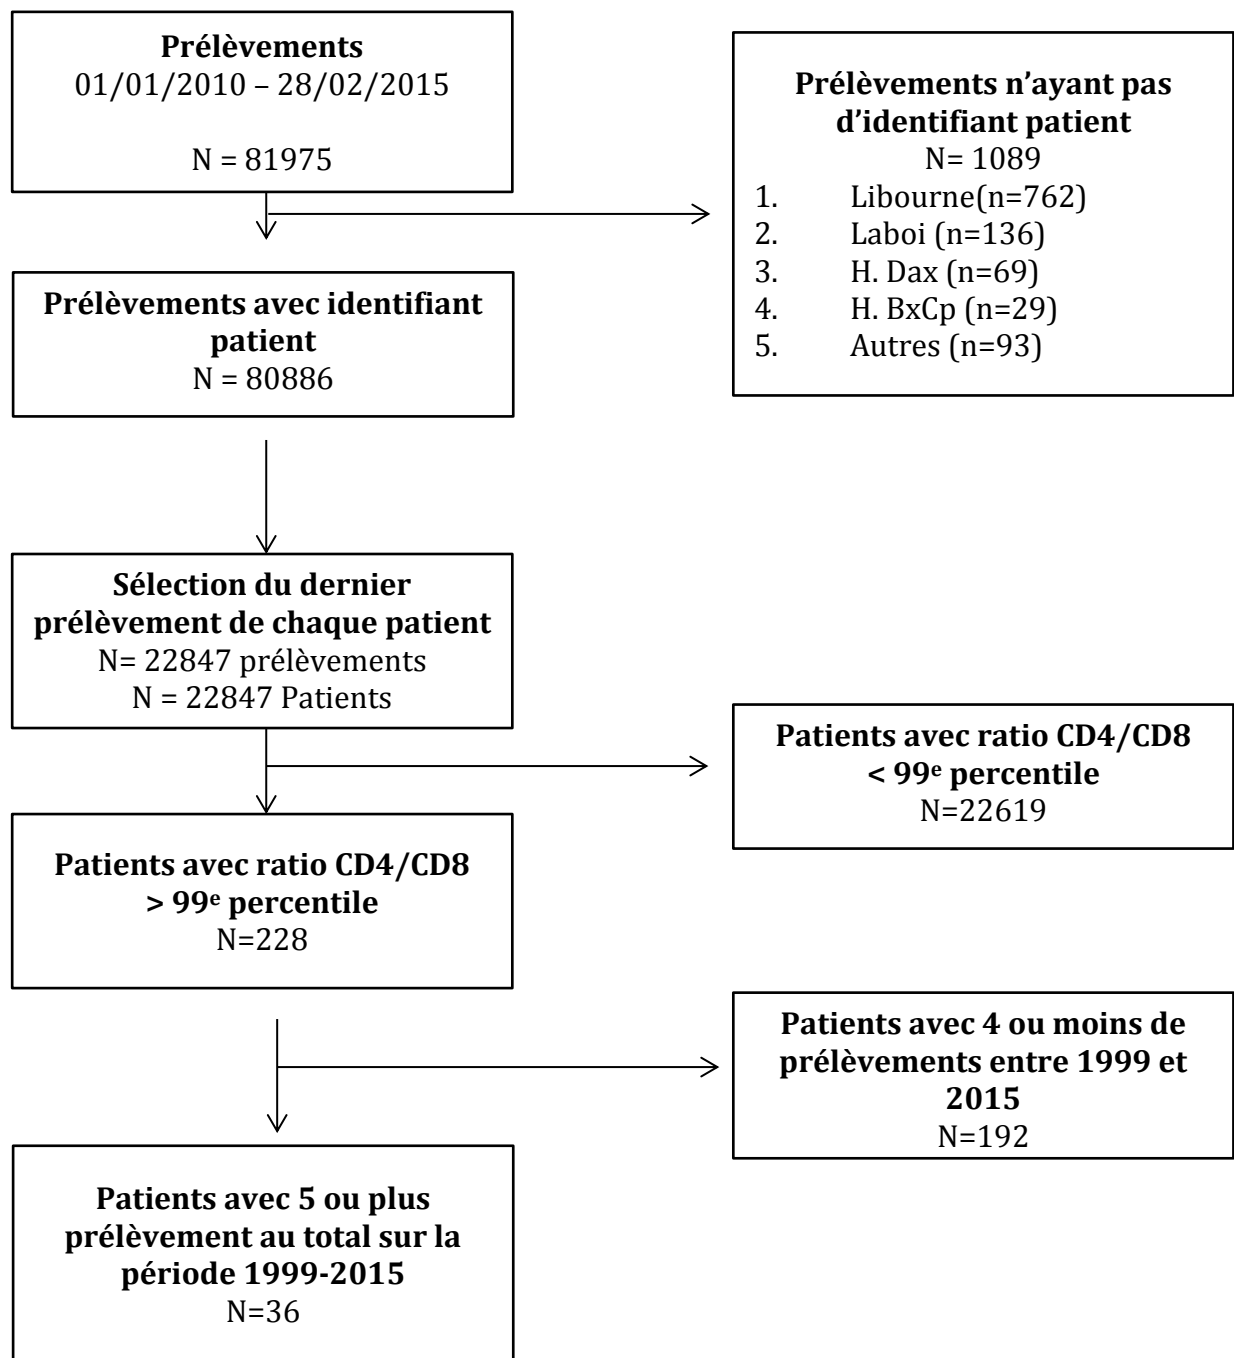 Prélèvements
01/01/2010 – 28/02/2015
N = 81975
Prélèvements n'ayant pas
d'identifiant patient
N= 1089
1. Libourne(n=762)
2. Laboi (n=136)
3. H. Dax (n=69)
4. H. BxCp (n=29)
5. Autres (n=93)
Prélèvements avec identifiant
patient
N = 80886
Sélection du dernier
prélèvement de chaque patient
N= 22847 prélèvements
N = 22847 Patients
Patients avec ratio CD4/CD8
< 99e percentile
N=22619
Patients avec ratio CD4/CD8
> 99e percentile
N=228
Patients avec 4 ou moins de
prélèvements entre 1999 et
2015
N=192
Patients avec 5 ou plus
prélèvement au total sur la
période 1999-2015
N=36